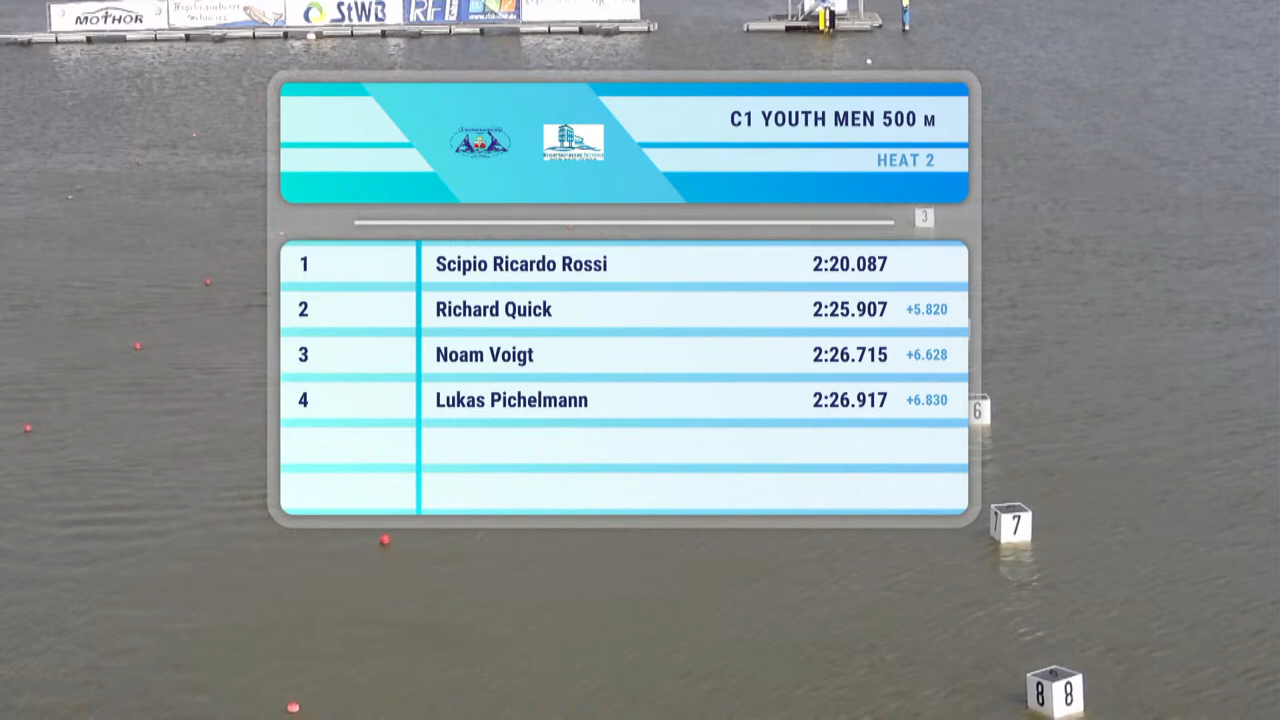 MOTHOR
StWB
RFK
C1 YOUTH MEN 500 M
HEAT 2
3
1 Scipio Ricardo Rossi 2:20.087
2 Richard Quick 2:25.907 +5.820
3 Noam Voigt 2:26.715 +6.628
4 Lukas Pichelmann 2:26.917 +6.830
6
7
8 8